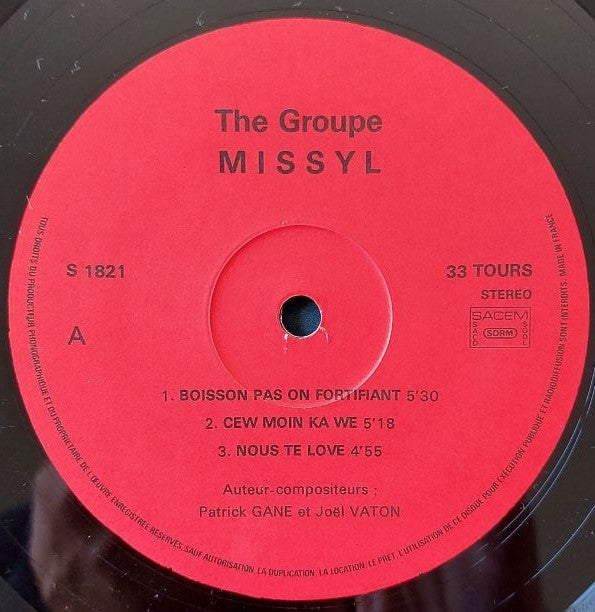 The Groupe
MISSYL
S 1821
33 TOURS
STEREO
A
SACEM
SACD
SDRM
SGDL
1. BOISSON PAS ON FORTIFIANT 5'30
2. CEW MOIN KA WE 5'18
3. NOUS TE LOVE 4'55
Auteur-compositeurs :
Patrick GANE et Joël VATON
TOUS DROITS DU PRODUCTEUR PHONOGRAPHIQUE ET DU PROPRIETAIRE DE L'ŒUVRE ENREGISTREE RESERVES. SAUF AUTORISATION, LA DUPLICATION, LA LOCATION, LE PRET, L'UTILISATION DE CE DISQUE POUR EXECUTION PUBLIQUE ET RADIODIFFUSION SONT INTERDITS. MADE IN FRANCE